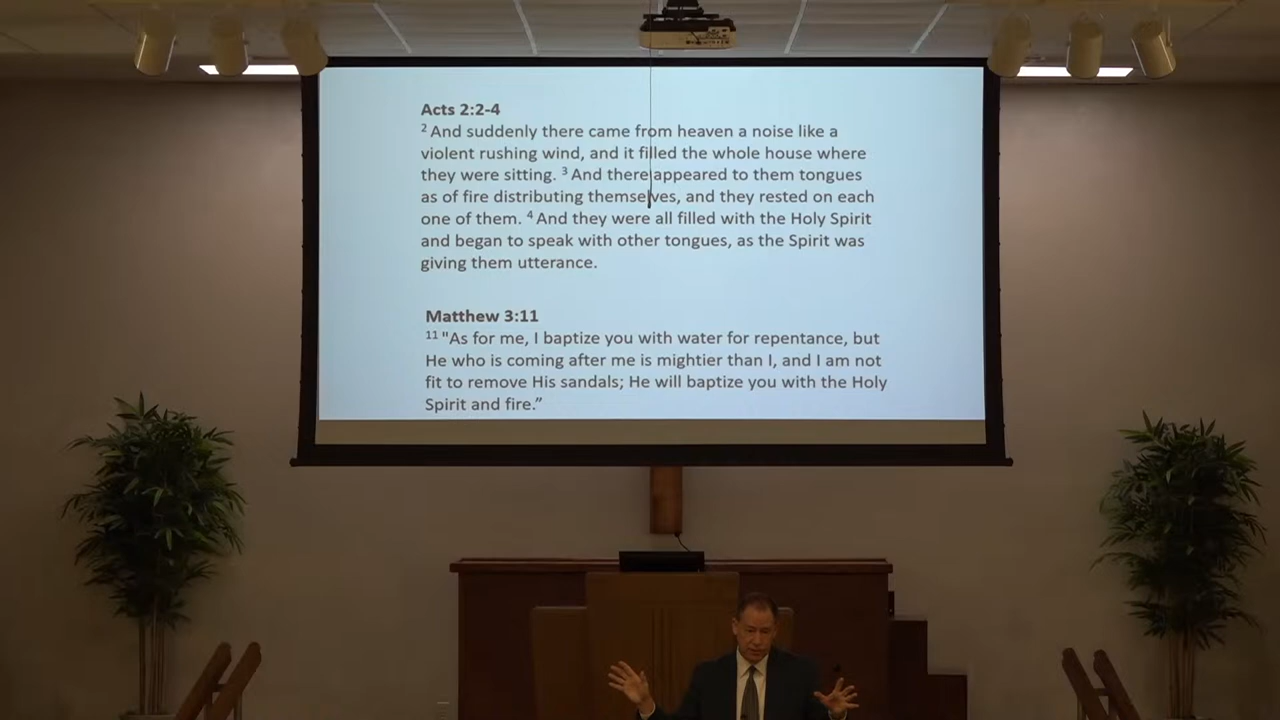 Acts 2:2-4
2 And suddenly there came from heaven a noise like a
violent rushing wind, and it filled the whole house where
they were sitting. 3 And there appeared to them tongues
as of fire distributing themselves, and they rested on each
one of them. 4 And they were all filled with the Holy Spirit
and began to speak with other tongues, as the Spirit was
giving them utterance.
Matthew 3:11
11 "As for me, I baptize you with water for repentance, but
He who is coming after me is mightier than I, and I am not
fit to remove His sandals; He will baptize you with the Holy
Spirit and fire.”